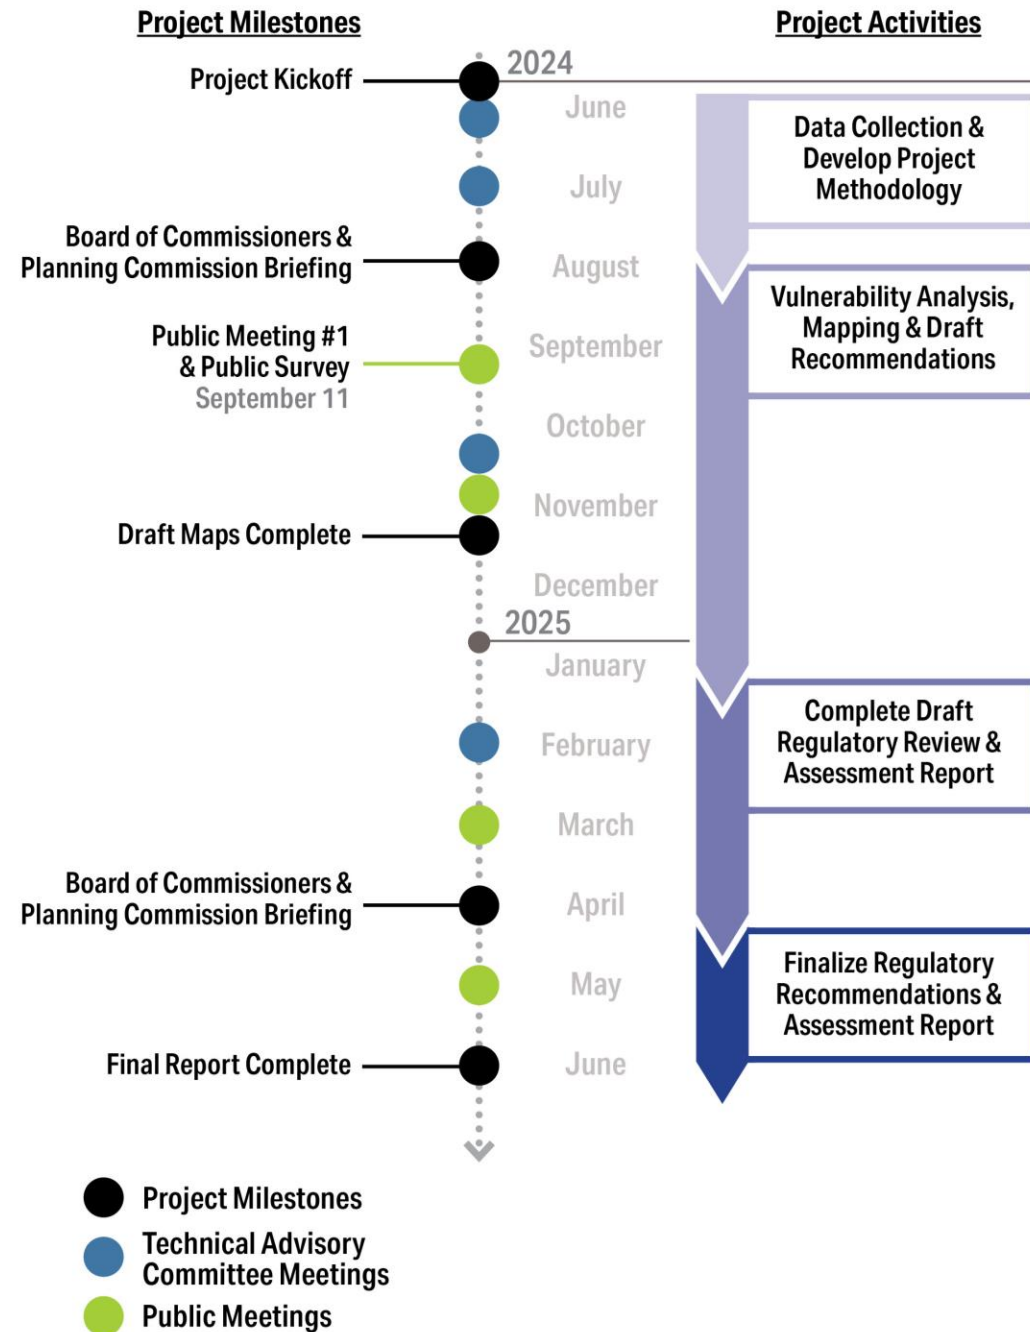 Project Milestones
Project Activities
2024
Project Kickoff
June
Data Collection &
Develop Project
Methodology
July
Board of Commissioners &
Planning Commission Briefing
August
Vulnerability Analysis,
Mapping & Draft
Recommendations
Public Meeting #1
& Public Survey
September 11
September
October
November
Draft Maps Complete
December
2025
January
Complete Draft
Regulatory Review &
Assessment Report
February
March
Board of Commissioners &
Planning Commission Briefing
April
Finalize Regulatory
Recommendations &
Assessment Report
May
Final Report Complete
June
Project Milestones
Technical Advisory
Committee Meetings
Public Meetings